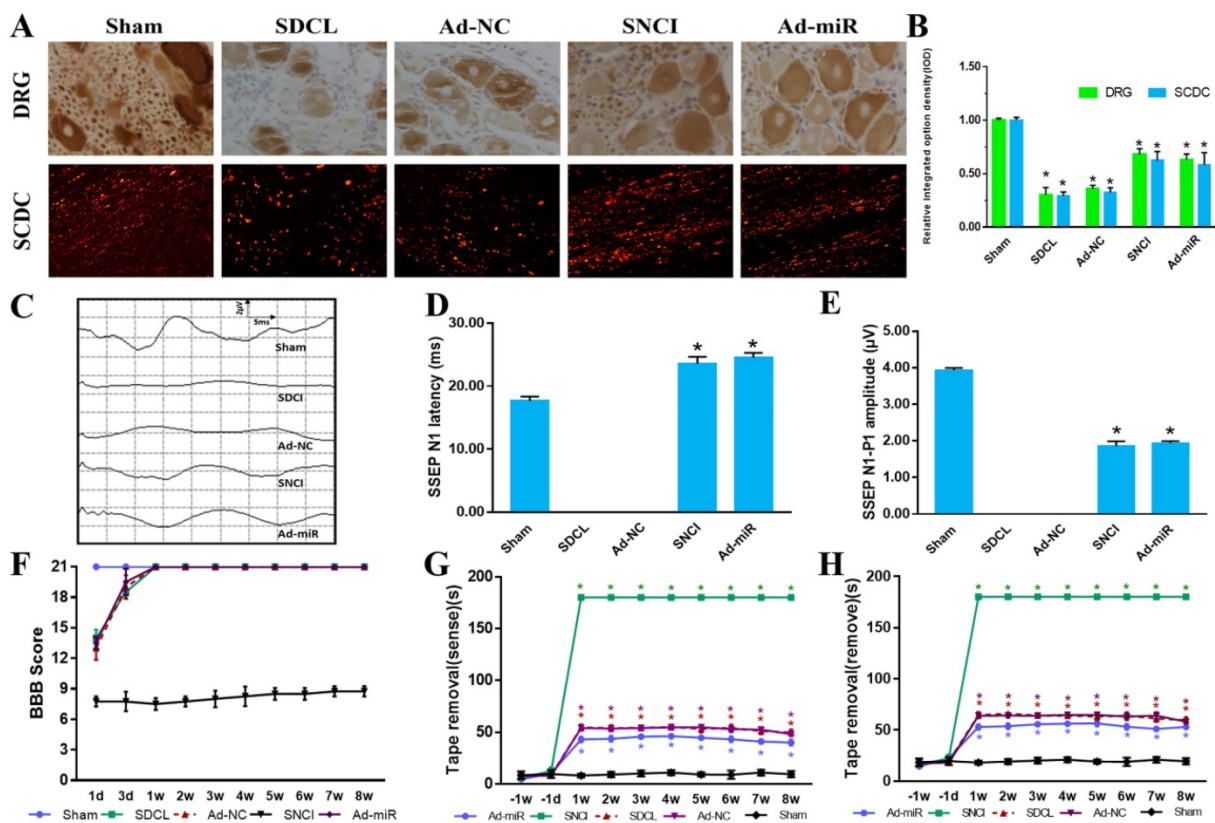 A
Sham
SDCL
Ad-NC
SNCI
Ad-miR
DRG
SCDC
B
Relative integrated option density(IOD)
1.50
1.00
0.50
0.00
DRG
SCDC
* * * * * * * *
Sham
SDCL
Ad-NC
SNCI
Ad-miR
C
2μV
5ms
Sham
SDCI
Ad-NC
SNCI
Ad-miR
D
SSEP N1 latency (ms)
30.00
20.00
10.00
0.00
* *
Sham
SDCL
Ad-NC
SNCI
Ad-miR
E
SSEP N1-P1 amplitude (μV)
5.00
4.00
3.00
2.00
1.00
0.00
* *
Sham
SDCL
Ad-NC
SNCI
Ad-miR
F
BBB Score
21
18
15
12
9
6
3
0
1d 3d 1w 2w 3w 4w 5w 6w 7w 8w
Sham SDCL Ad-NC SNCI Ad-miR
G
Tape removal(sense)(s)
200
150
100
50
0
* * * * * * * *
* * * * * * * *
* * * * * * * *
* * * * * * * *
-1w -1d 1w 2w 3w 4w 5w 6w 7w 8w
Ad-miR SNCI SDCL Ad-NC Sham
H
Tape removal(remove)(s)
200
150
100
50
0
* * * * * * * *
* * * * * * * *
* * * * * * * *
* * * * * * * *
-1w -1d 1w 2w 3w 4w 5w 6w 7w 8w
Ad-miR SNCI SDCL Ad-NC Sham